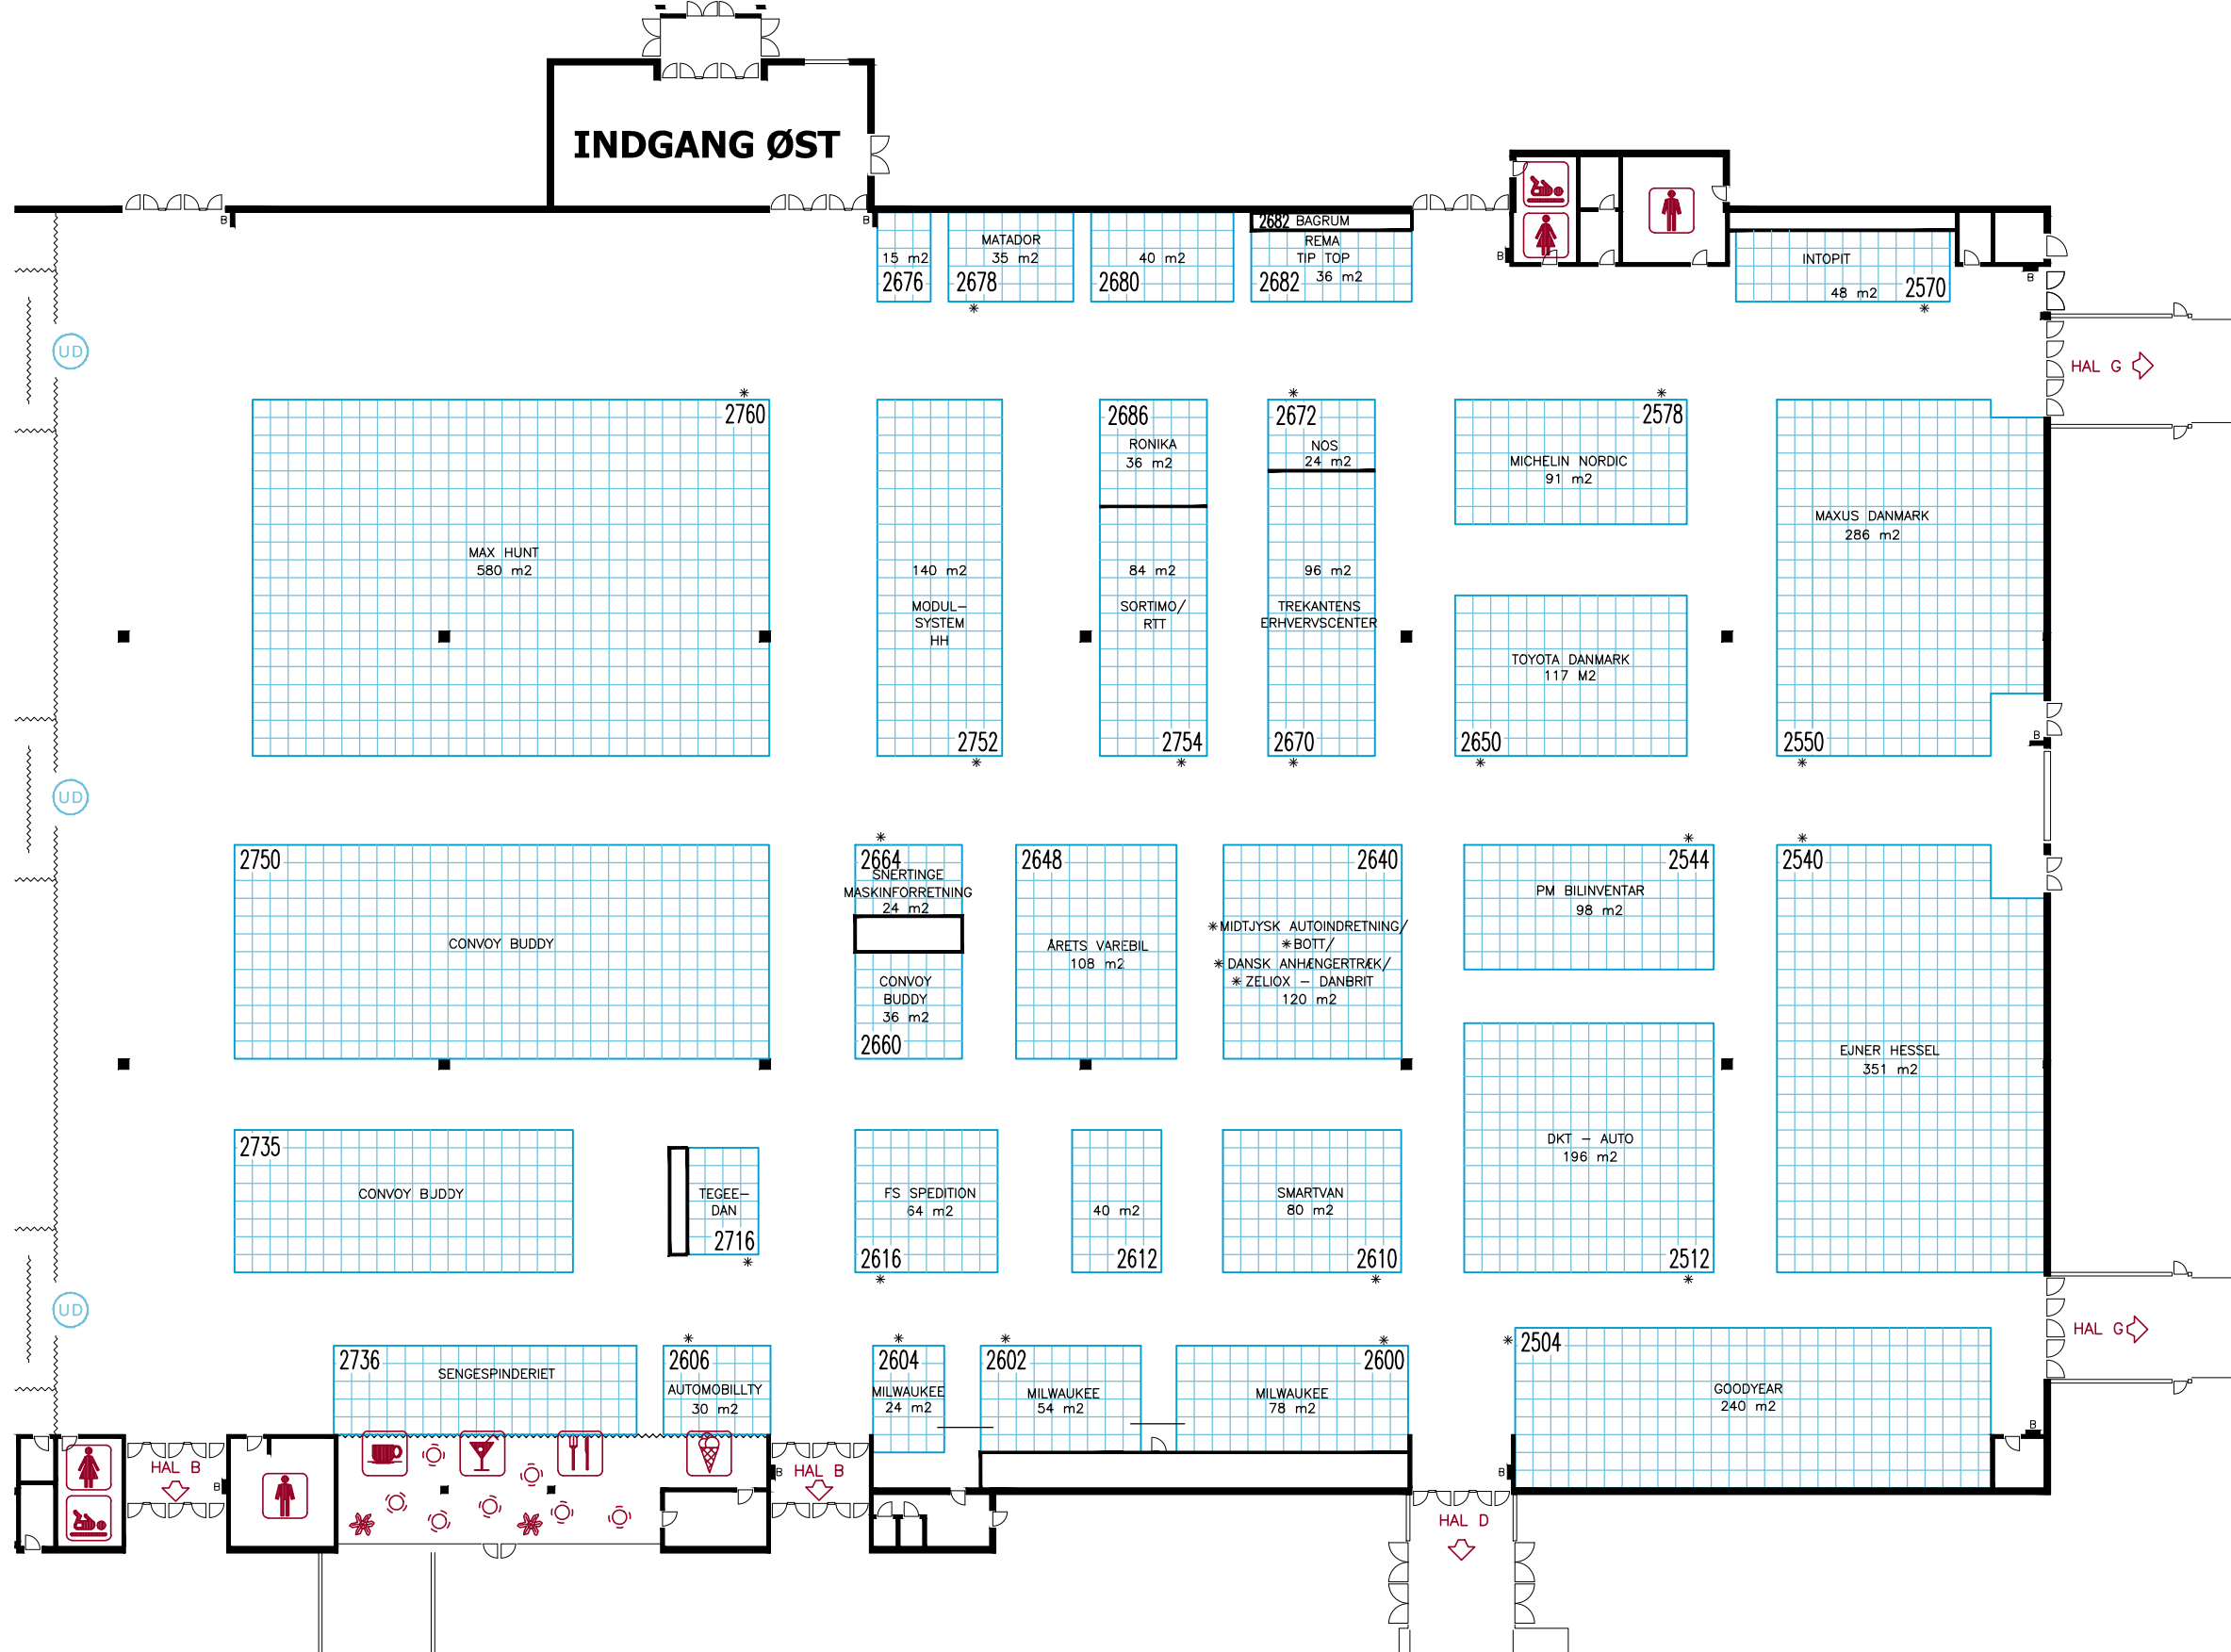 INDGANG ØST
B
B
2682 BAGRUM
MATADOR
35 m2
2678
15 m2
2676
40 m2
2680
REMA
TIP TOP
36 m2
2682
B
INTOPIT
48 m2
2570
B
UD
HAL G
2760
MAX HUNT
580 m2
140 m2
MODUL-
SYSTEM
HH
2752
2686
RONIKA
36 m2
84 m2
SORTIMO/
RTT
2754
2672
NOS
24 m2
96 m2
TREKANTENS
ERHVERVSCENTER
2670
2578
MICHELIN NORDIC
91 m2
TOYOTA DANMARK
117 M2
2650
MAXUS DANMARK
286 m2
2550
B
UD
2750
CONVOY BUDDY
2664
SNERTINGE
MASKINFORRETNING
24 m2
CONVOY
BUDDY
36 m2
2660
2648
ÅRETS VAREBIL
108 m2
2640
*MIDTJYSK AUTOINDRETNING/
*BOTT/
*DANSK ANHÆNGERTRÆK/
*ZELIOX - DANBRIT
120 m2
2544
PM BILINVENTAR
98 m2
2540
EJNER HESSEL
351 m2
2735
CONVOY BUDDY
TEGEE-
DAN
2716
FS SPEDITION
64 m2
2616
40 m2
2612
SMARTVAN
80 m2
2610
DKT - AUTO
196 m2
2512
UD
HAL G
2736
SENGESPINDERIET
2606
AUTOMOBILLTY
30 m2
2604
MILWAUKEE
24 m2
2602
MILWAUKEE
54 m2
2600
MILWAUKEE
78 m2
2504
GOODYEAR
240 m2
B
HAL B
B
HAL B
B
B
HAL D